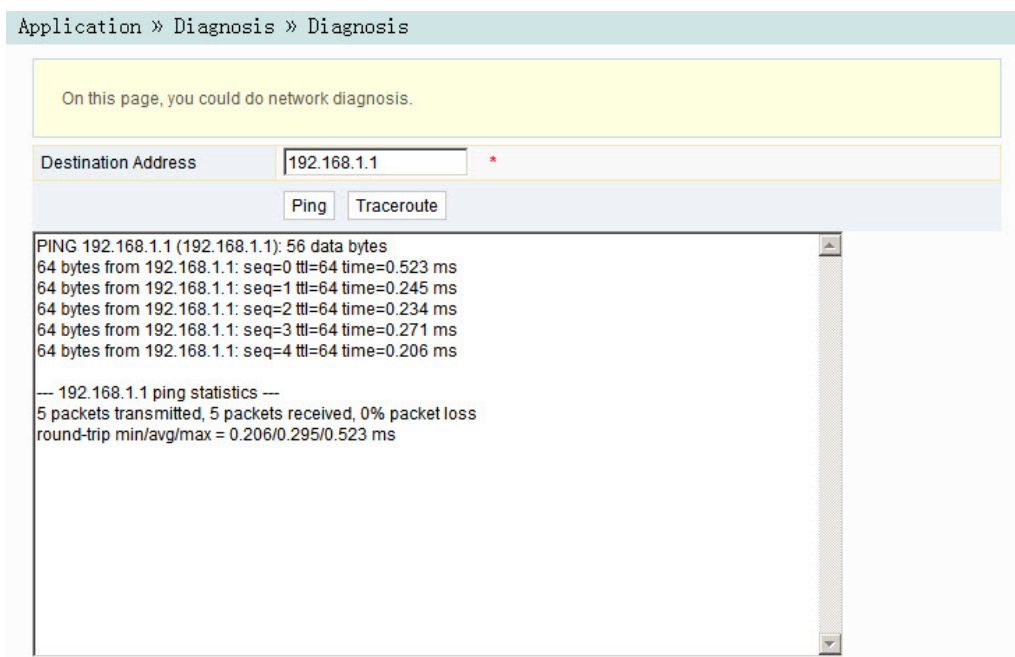 Application » Diagnosis » Diagnosis
On this page, you could do network diagnosis.
Destination Address 192.168.1.1 *
Ping Traceroute
PING 192.168.1.1 (192.168.1.1): 56 data bytes
64 bytes from 192.168.1.1: seq=0 ttl=64 time=0.523 ms
64 bytes from 192.168.1.1: seq=1 ttl=64 time=0.245 ms
64 bytes from 192.168.1.1: seq=2 ttl=64 time=0.234 ms
64 bytes from 192.168.1.1: seq=3 ttl=64 time=0.271 ms
64 bytes from 192.168.1.1: seq=4 ttl=64 time=0.206 ms
--- 192.168.1.1 ping statistics ---
5 packets transmitted, 5 packets received, 0% packet loss
round-trip min/avg/max = 0.206/0.295/0.523 ms